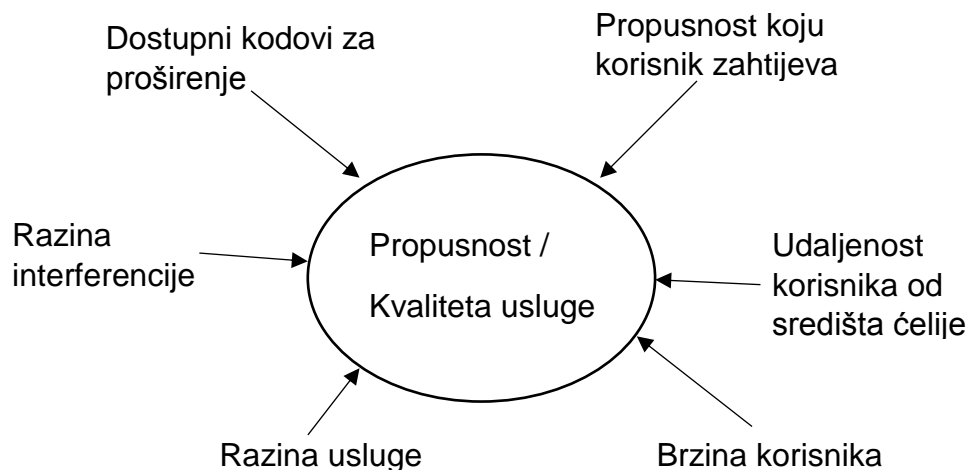 Dostupni kodovi za
proširenje
Propusnost koju
korisnik zahtijeva
Razina
interferencije
Propusnost /
Kvaliteta usluge
Udaljenost
korisnika od
središta ćelije
Razina usluge
Brzina korisnika